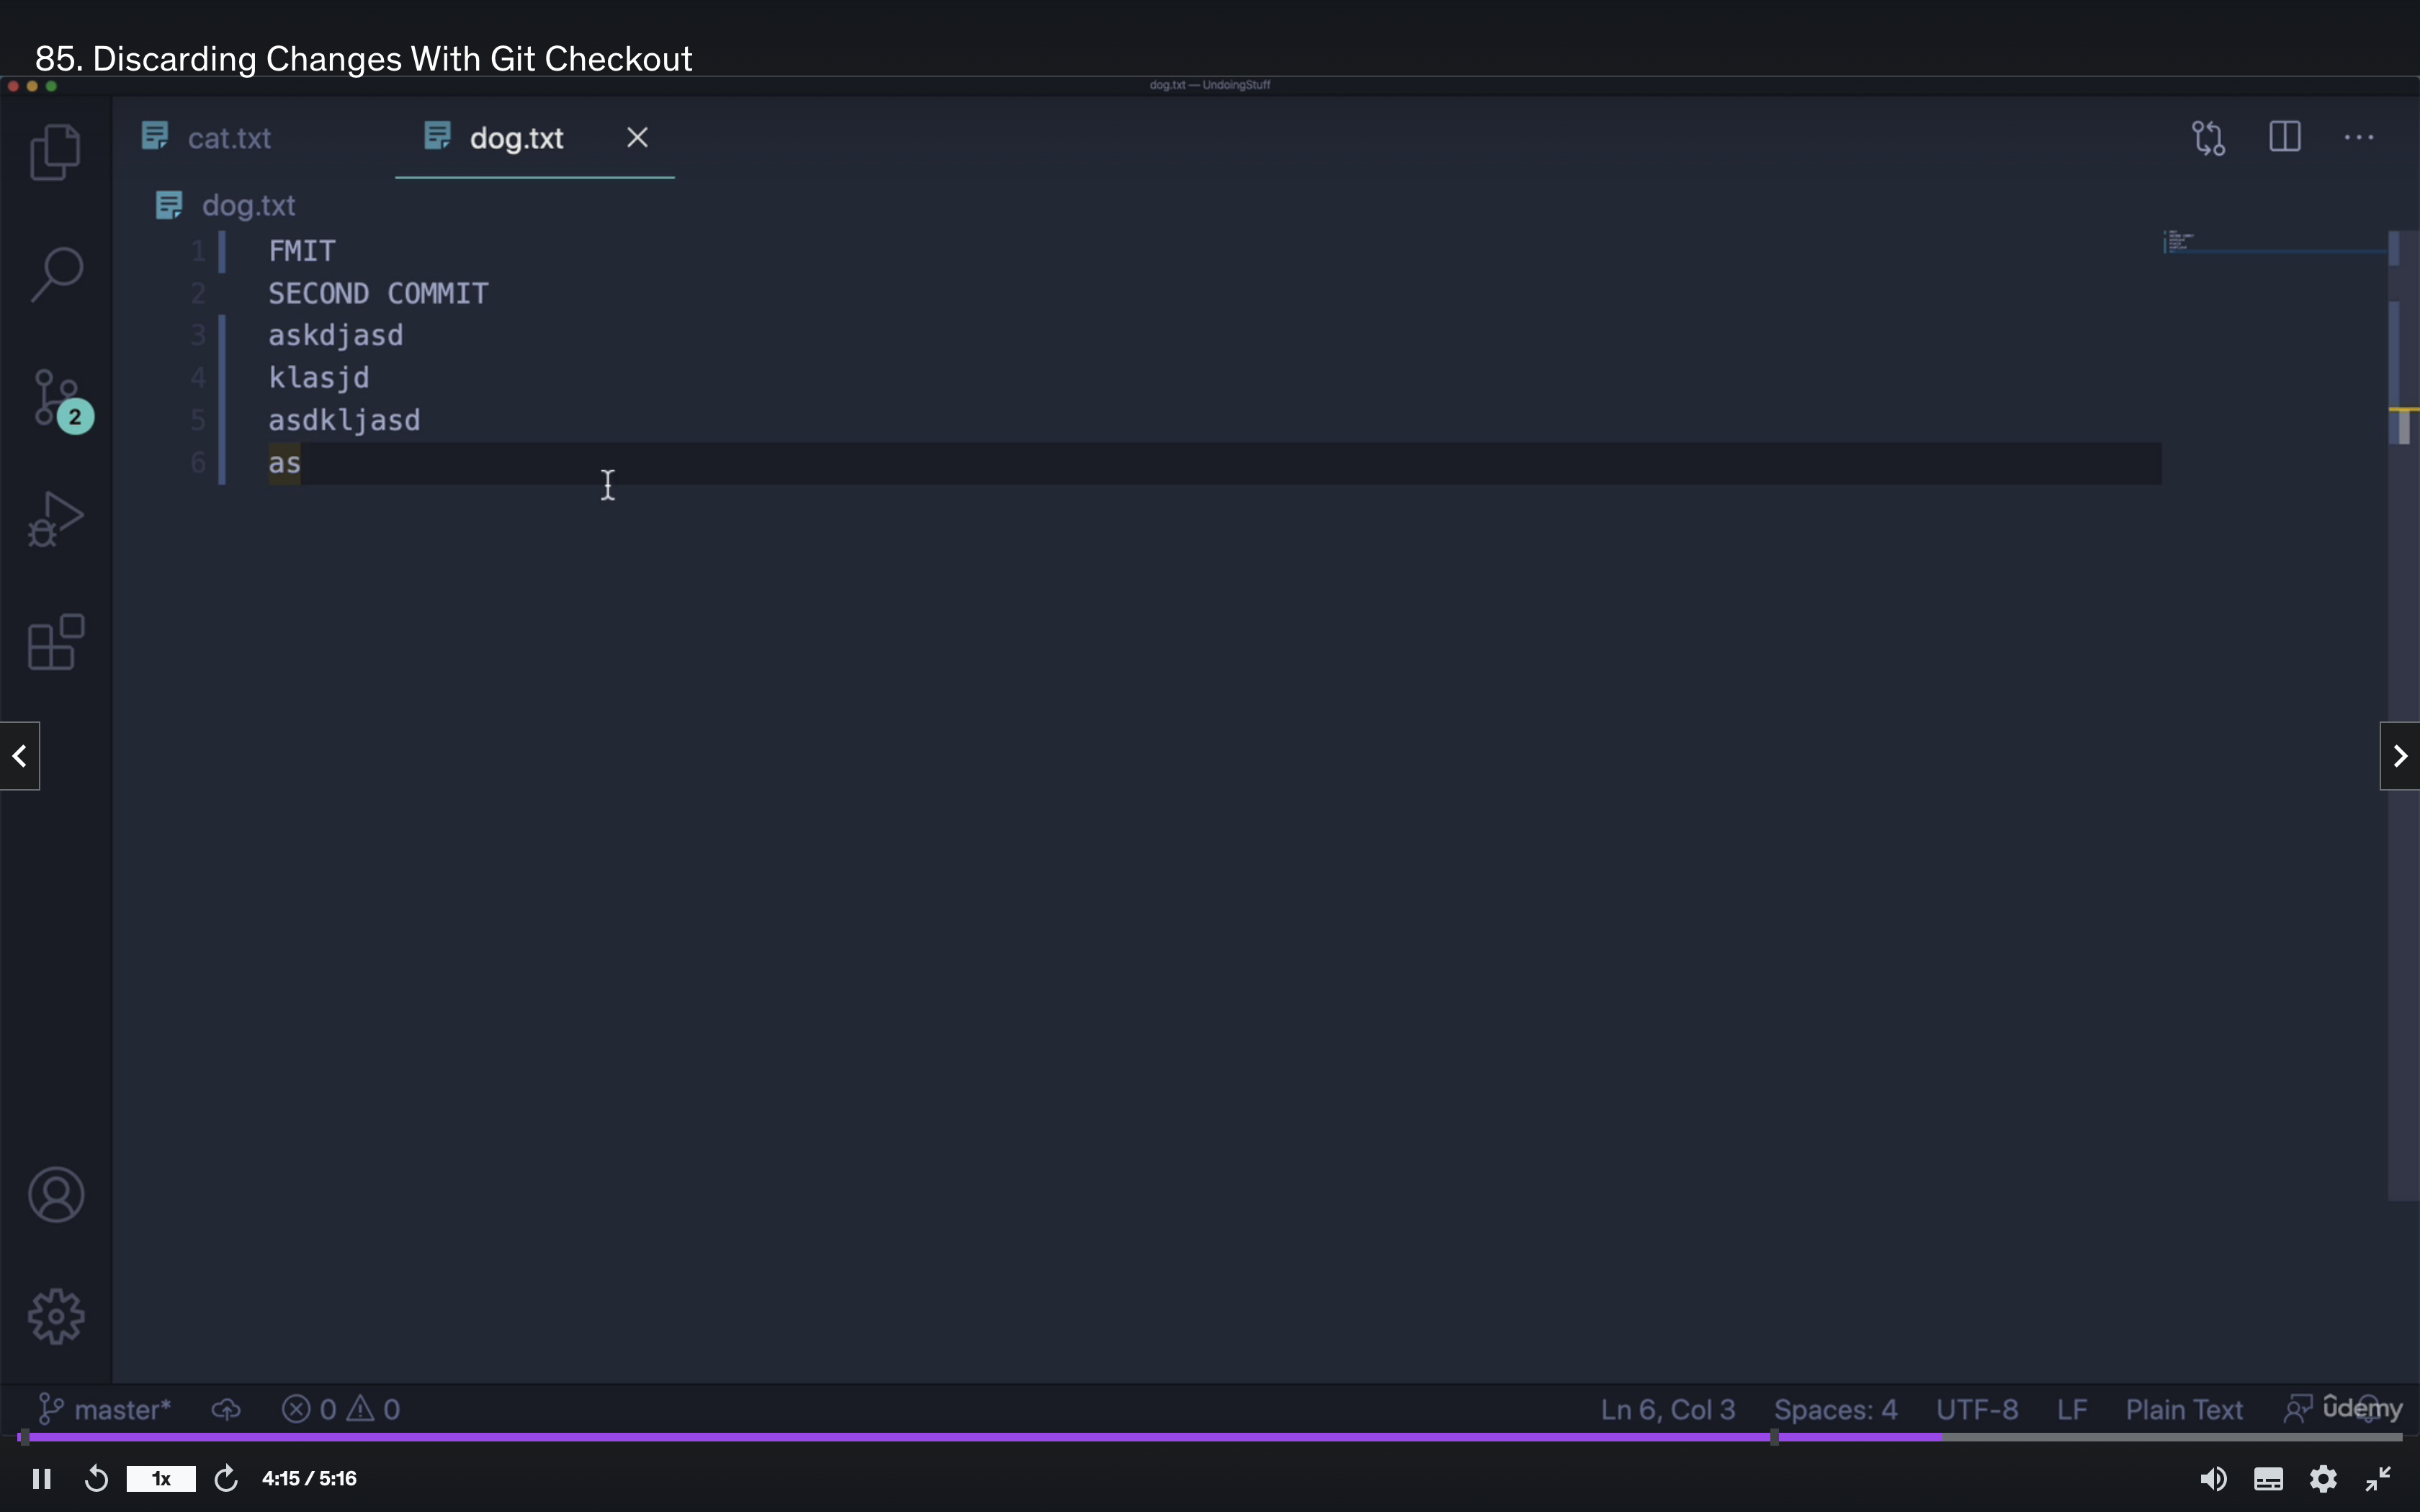 85. Discarding Changes With Git Checkout
dog.txt — UndoingStuff
cat.txt
dog.txt
dog.txt
1 FMIT
2 SECOND COMMIT
3 askdjasd
4 klasjd
5 asdkljasd
6 as
2
master* 0 0 Ln 6, Col 3 Spaces: 4 UTF-8 LF Plain Text ûdemy
1x 4:15 / 5:16